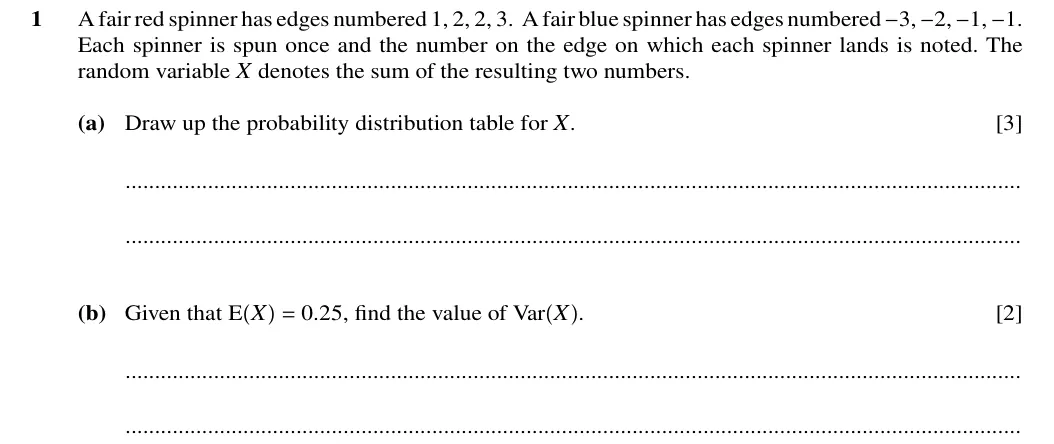 1 A fair red spinner has edges numbered 1, 2, 2, 3. A fair blue spinner has edges numbered −3, −2, −1, −1.
Each spinner is spun once and the number on the edge on which each spinner lands is noted. The
random variable X denotes the sum of the resulting two numbers.
(a) Draw up the probability distribution table for X. [3]
(b) Given that E(X) = 0.25, find the value of Var(X). [2]